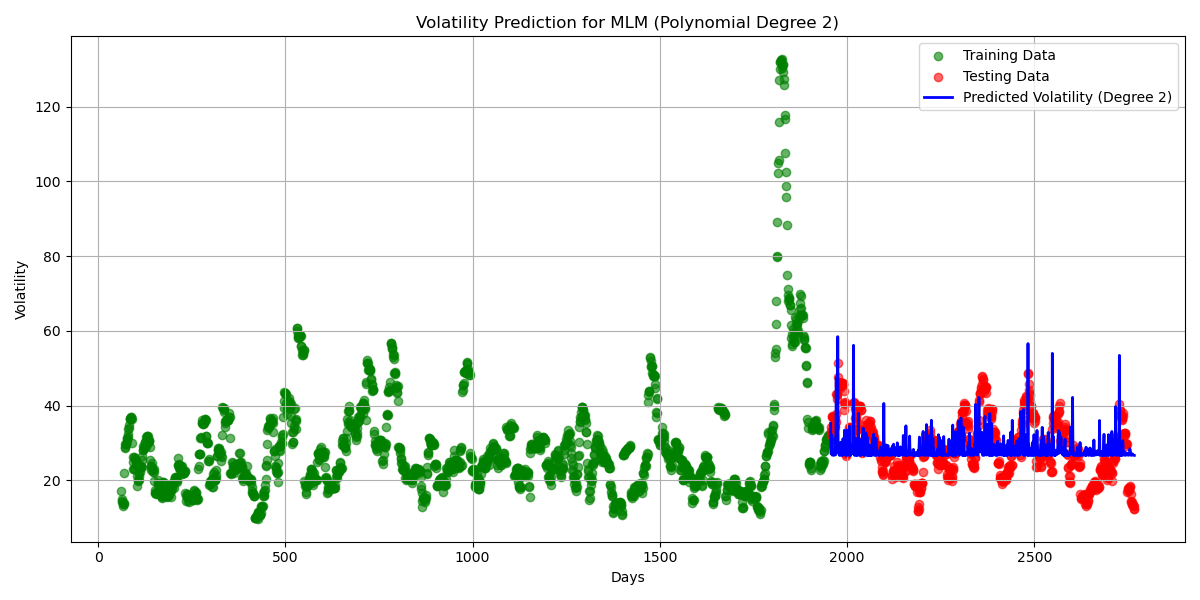 Volatility Prediction for MLM (Polynomial Degree 2)
Training Data
Testing Data
Predicted Volatility (Degree 2)
Volatility
120
100
80
60
40
20
0 500 1000 1500 2000 2500
Days